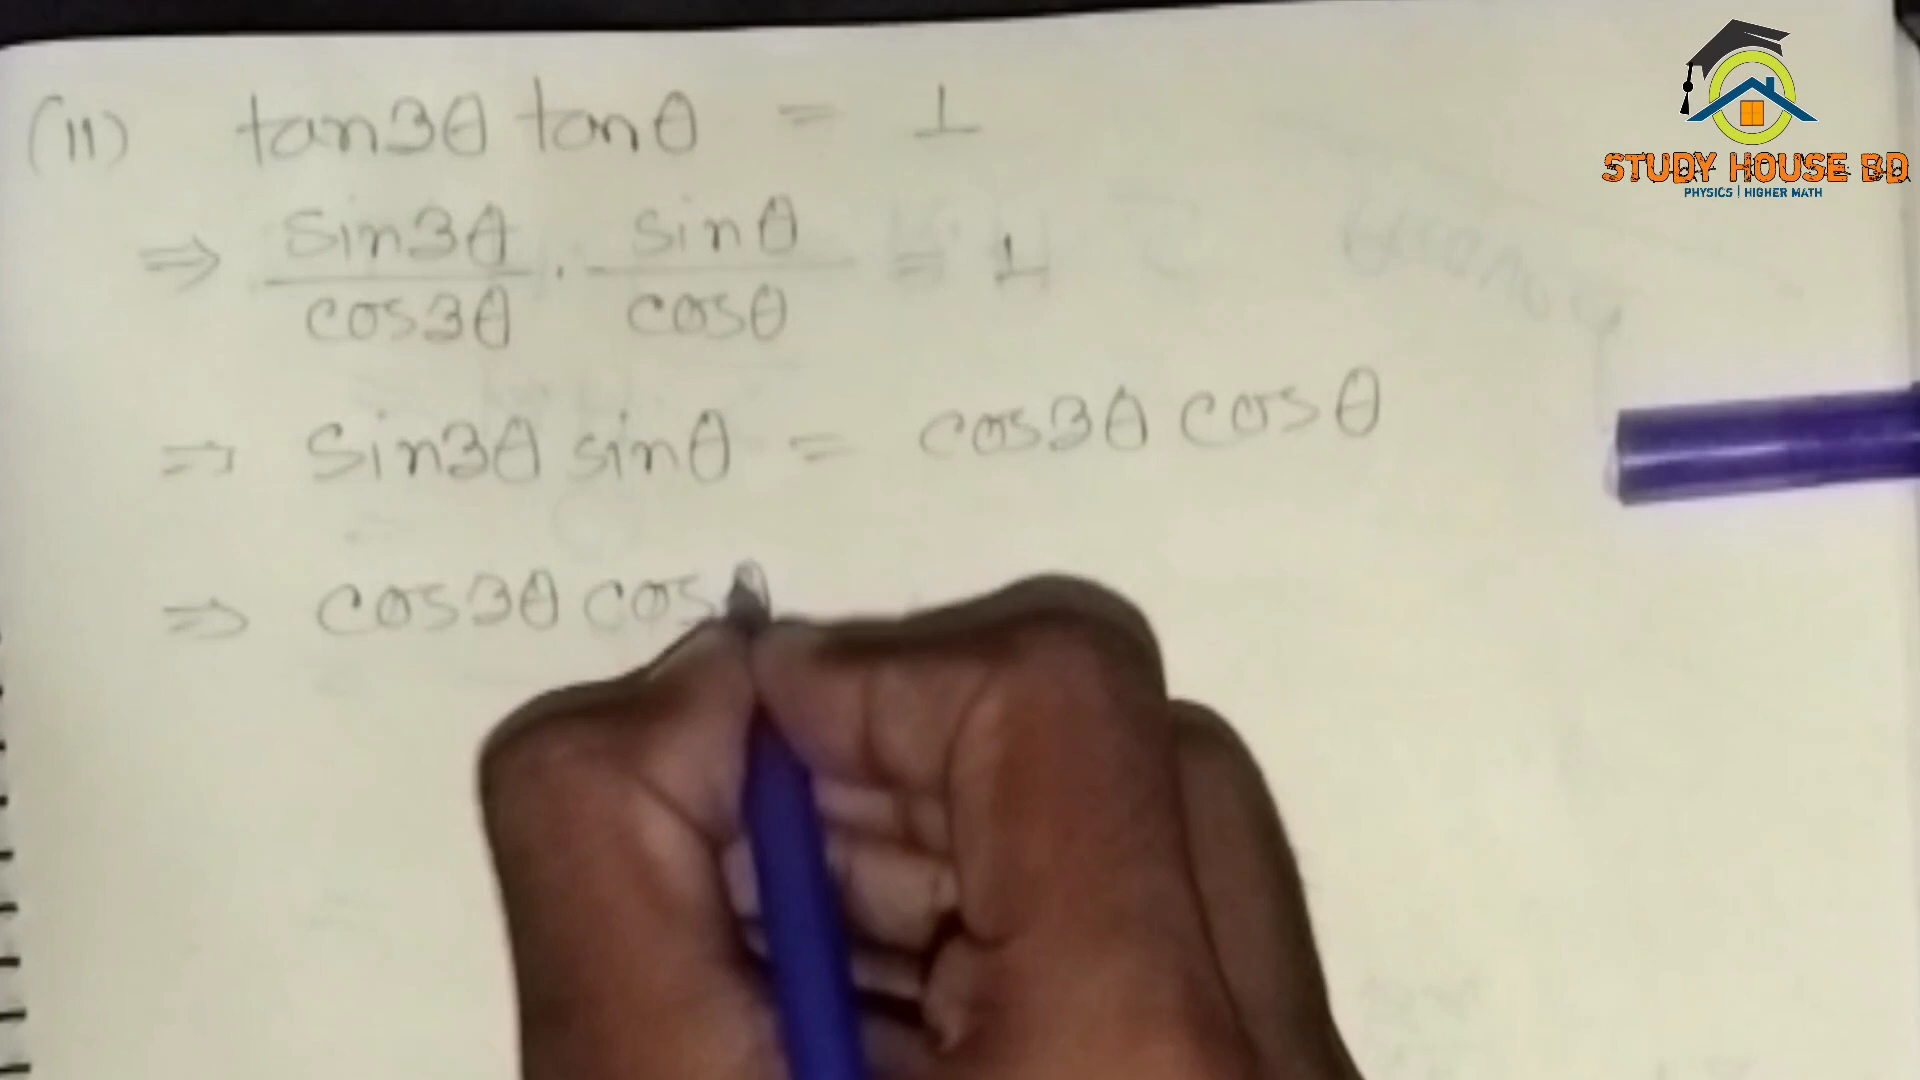 (11) tan3θ tanθ = 1
⇒ sin3θ/cos3θ . sinθ/cosθ = 1
⇒ sin3θ sinθ = cos3θ cosθ
⇒ cos3θ cosθ
STUDY HOUSE BD
PHYSICS | HIGHER MATH